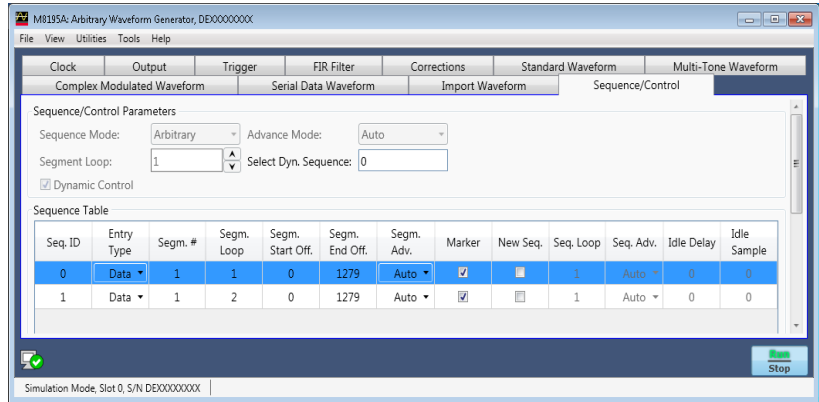 M8195A: Arbitrary Waveform Generator, DEXXXXXXXX
File View Utilities Tools Help
Clock Output Trigger FIR Filter Corrections Standard Waveform Multi-Tone Waveform
Complex Modulated Waveform Serial Data Waveform Import Waveform Sequence/Control
Sequence/Control Parameters
Sequence Mode: Arbitrary Advance Mode: Auto
Segment Loop: 1 Select Dyn. Sequence: 0
Dynamic Control
Sequence Table
Seq. ID Entry Type Segm. # Segm. Loop Segm. Start Off. Segm. End Off. Segm. Adv. Marker New Seq. Seq. Loop Seq. Adv. Idle Delay Idle Sample
0 Data 1 1 0 1279 Auto 1 Auto 0 0
1 Data 1 2 0 1279 Auto 1 Auto 0 0
Run
Stop
Simulation Mode, Slot 0, S/N DEXXXXXXXX